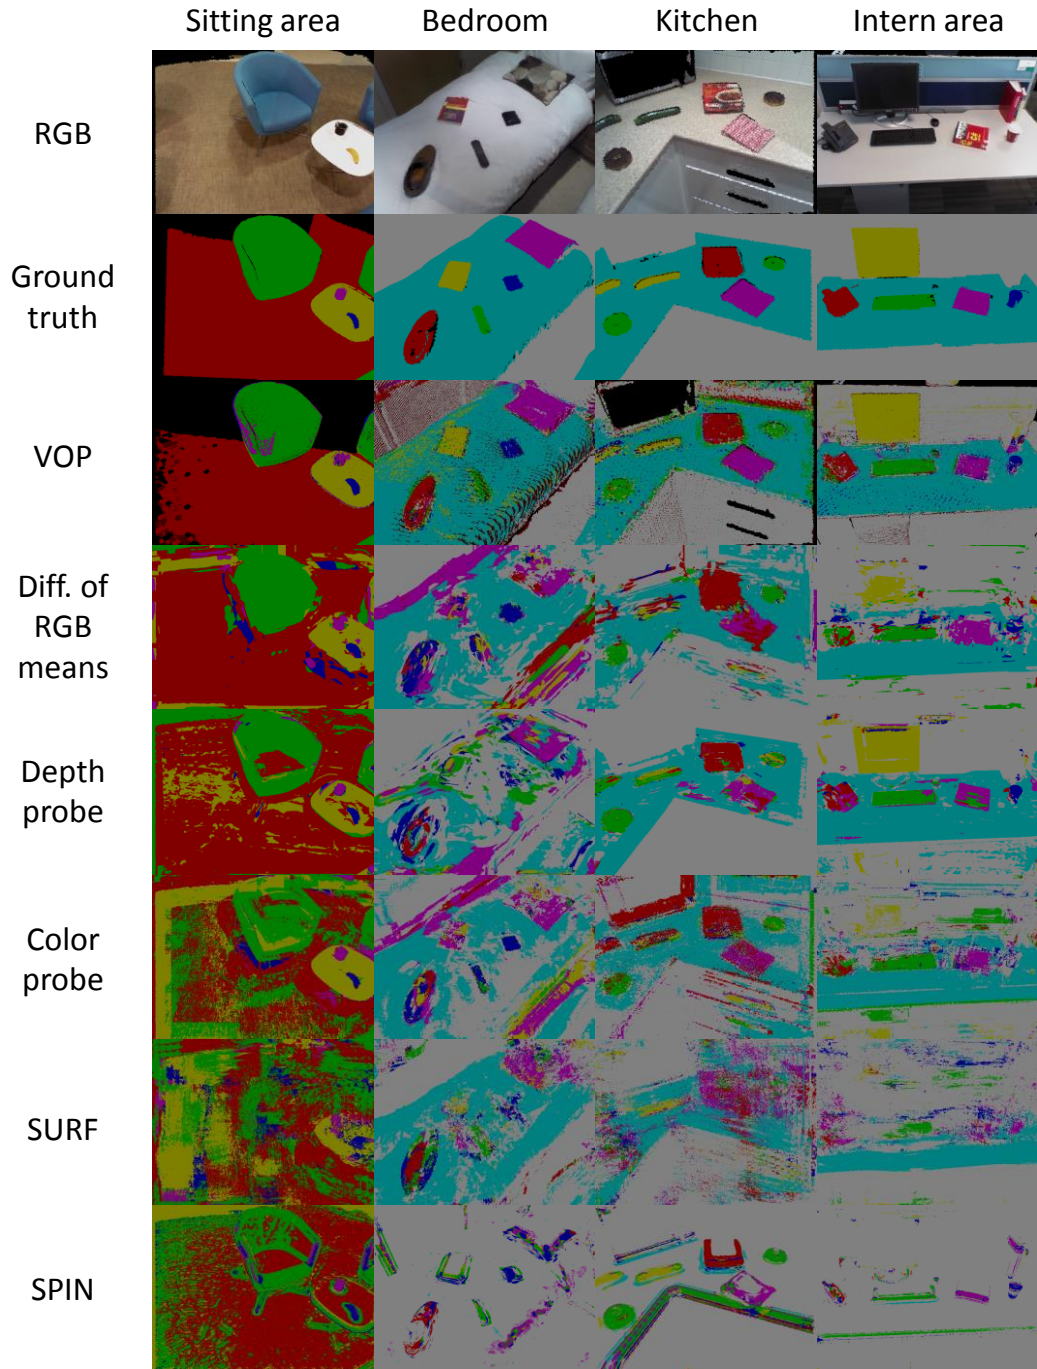 Sitting area Bedroom Kitchen Intern area
RGB
Ground
truth
VOP
Diff. of
RGB
means
Depth
probe
Color
probe
SURF
SPIN